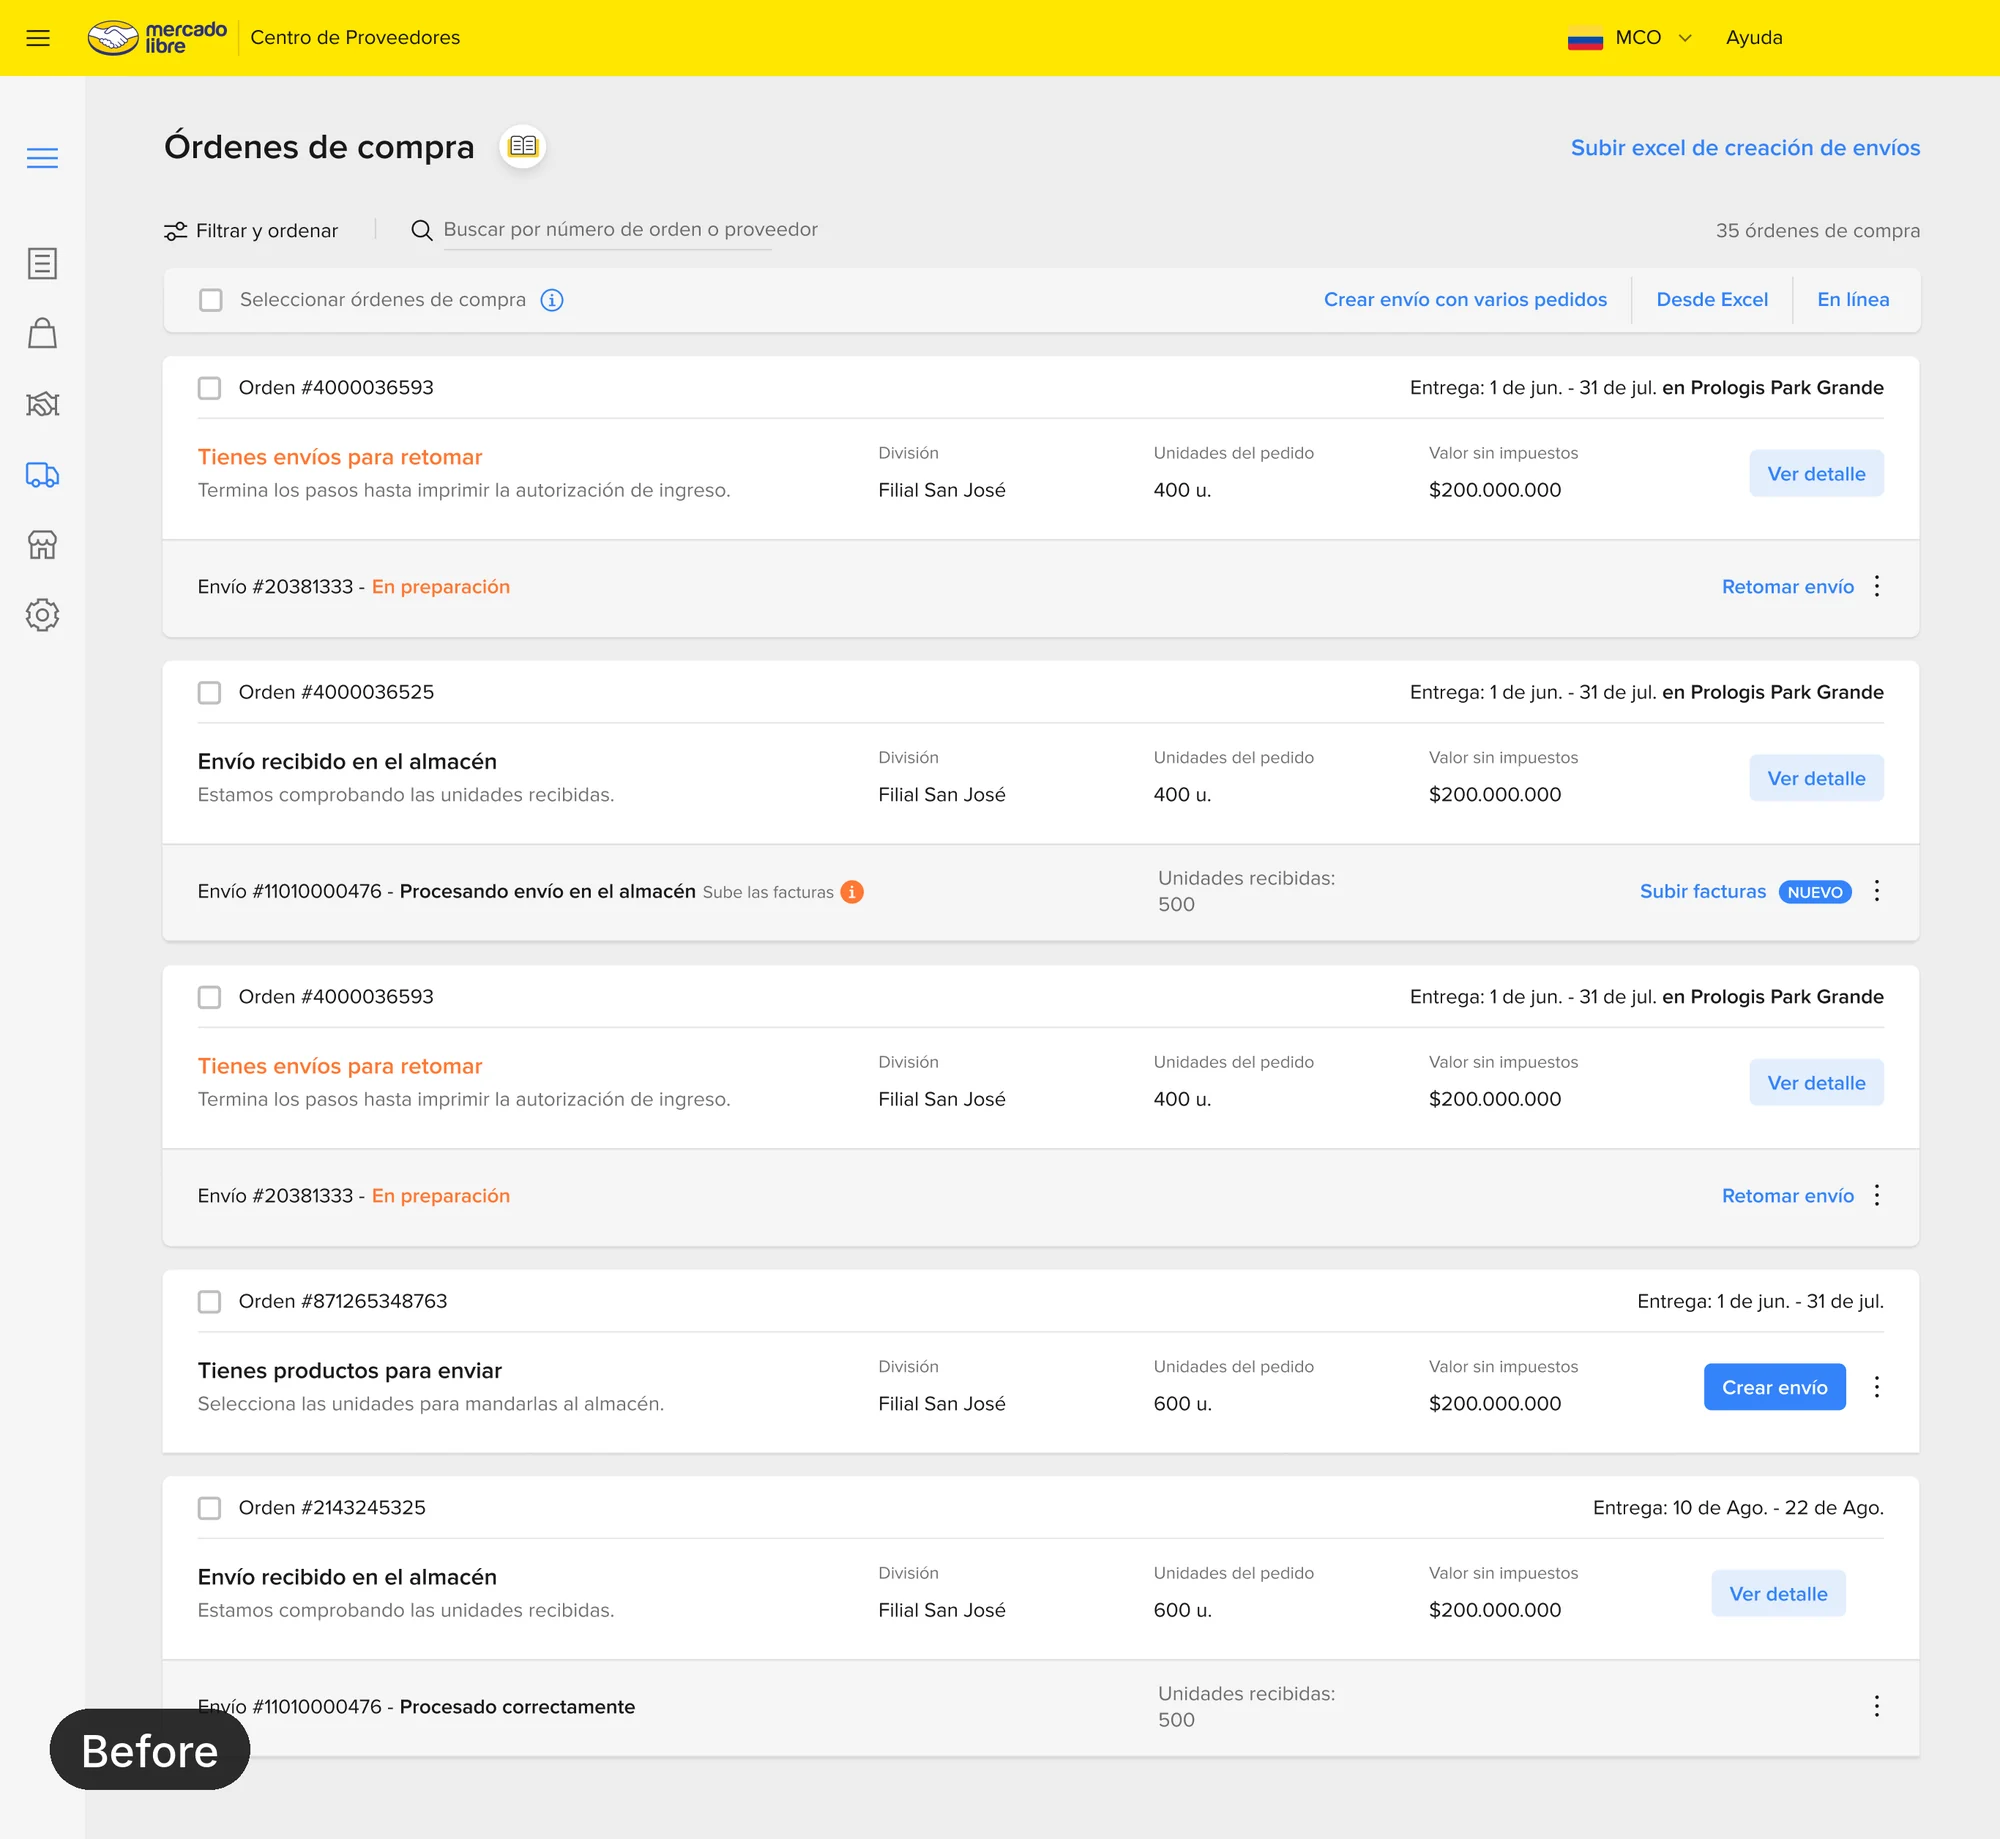 mercado
libre
Centro de Proveedores
MCO
Ayuda
Órdenes de compra
Subir excel de creación de envíos
Filtrar y ordenar
Buscar por número de orden o proveedor
35 órdenes de compra
Seleccionar órdenes de compra
Crear envío con varios pedidos
Desde Excel
En línea
Orden #4000036593
Entrega: 1 de jun. - 31 de jul. en Prologis Park Grande
Tienes envíos para retomar
Termina los pasos hasta imprimir la autorización de ingreso.
División
Filial San José
Unidades del pedido
400 u.
Valor sin impuestos
$200.000.000
Ver detalle
Envío #20381333 - En preparación
Retomar envío
Orden #4000036525
Entrega: 1 de jun. - 31 de jul. en Prologis Park Grande
Envío recibido en el almacén
Estamos comprobando las unidades recibidas.
División
Filial San José
Unidades del pedido
400 u.
Valor sin impuestos
$200.000.000
Ver detalle
Envío #11010000476 - Procesando envío en el almacén Sube las facturas
Unidades recibidas:
500
Subir facturas
NUEVO
Orden #4000036593
Entrega: 1 de jun. - 31 de jul. en Prologis Park Grande
Tienes envíos para retomar
Termina los pasos hasta imprimir la autorización de ingreso.
División
Filial San José
Unidades del pedido
400 u.
Valor sin impuestos
$200.000.000
Ver detalle
Envío #20381333 - En preparación
Retomar envío
Orden #871265348763
Entrega: 1 de jun. - 31 de jul.
Tienes productos para enviar
Selecciona las unidades para mandarlas al almacén.
División
Filial San José
Unidades del pedido
600 u.
Valor sin impuestos
$200.000.000
Crear envío
Orden #2143245325
Entrega: 10 de Ago. - 22 de Ago.
Envío recibido en el almacén
Estamos comprobando las unidades recibidas.
División
Filial San José
Unidades del pedido
600 u.
Valor sin impuestos
$200.000.000
Ver detalle
Envío #11010000476 - Procesado correctamente
Unidades recibidas:
500
Before